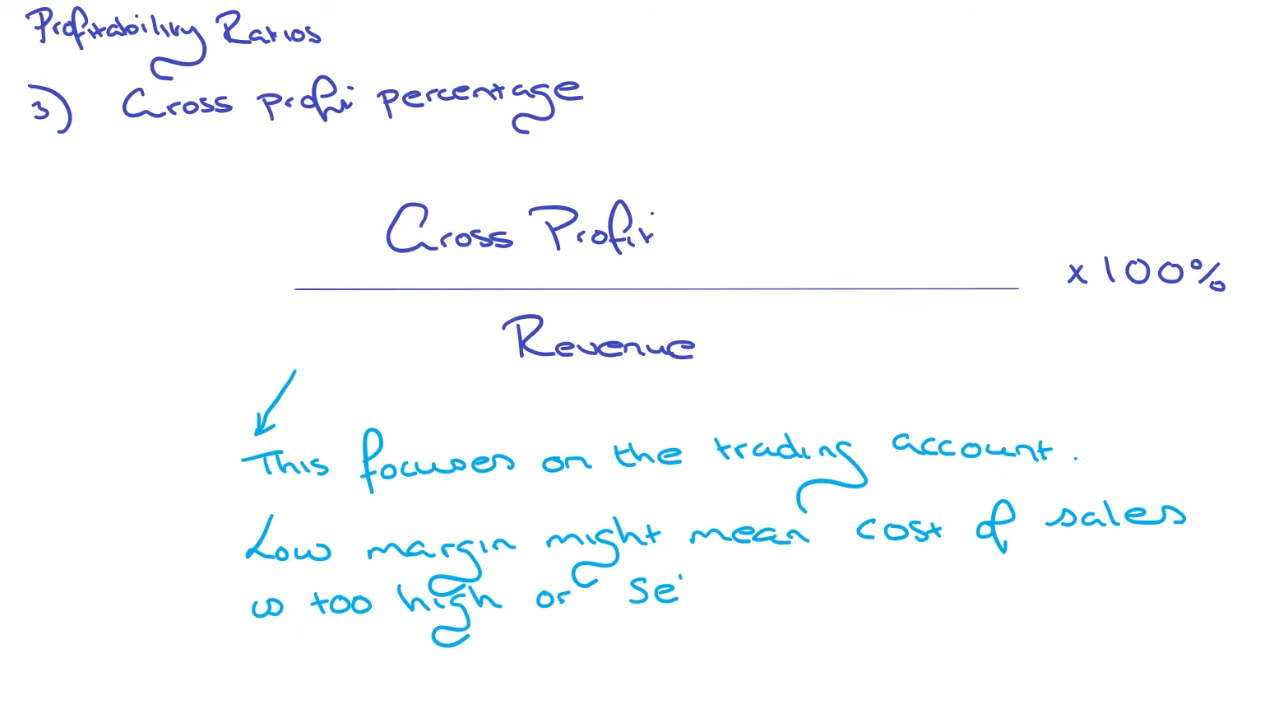 Profitability Ratios
3) Gross profit percentage
Gross Profit
x 100%
Revenue
This focuses on the trading account.
Low margin might mean cost of sales
is too high or se